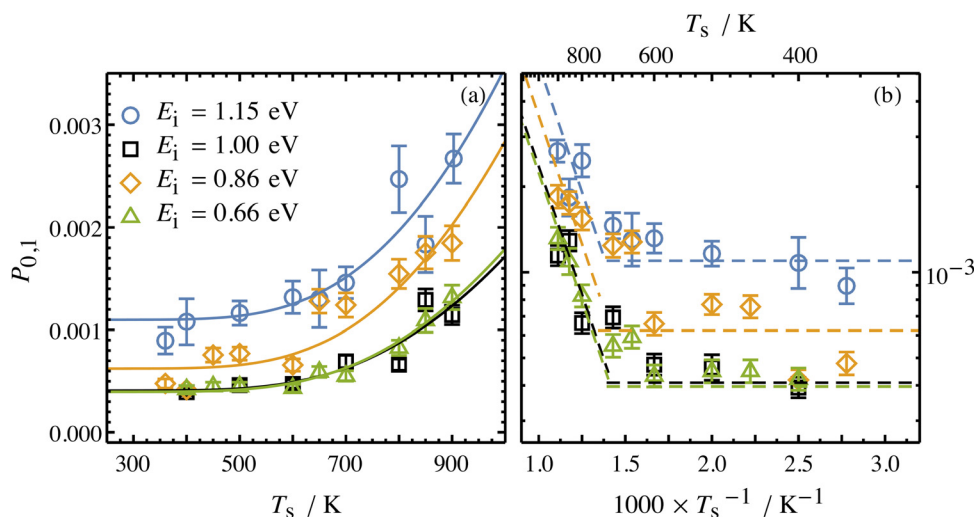 T_s / K
800 600 400
(a)
(b)
E_i = 1.15 eV
E_i = 1.00 eV
E_i = 0.86 eV
E_i = 0.66 eV
P_0,1
0.003
0.002
0.001
0.000
10^−3
300 500 700 900
1.0 1.5 2.0 2.5 3.0
T_s / K
1000 × T_s^−1 / K^−1